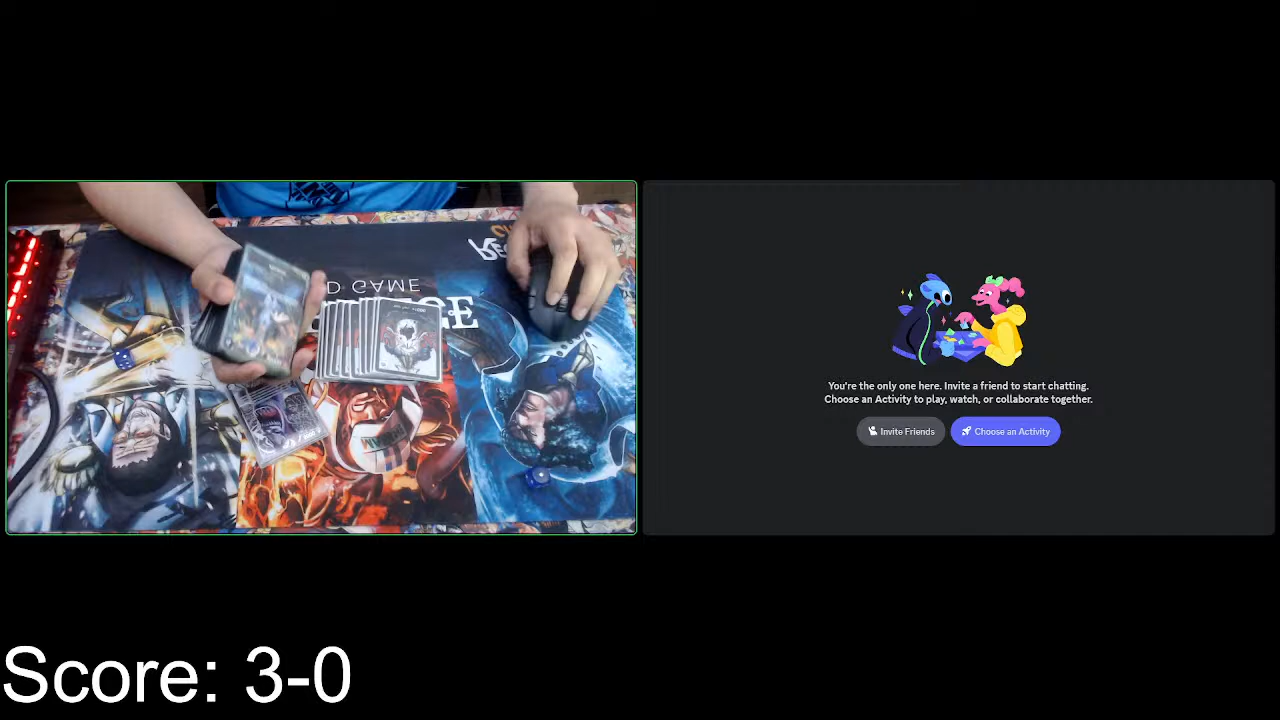 D GAME
You're the only one here. Invite a friend to start chatting.
Choose an Activity to play, watch, or collaborate together.
Invite Friends
Choose an Activity
Score: 3-0